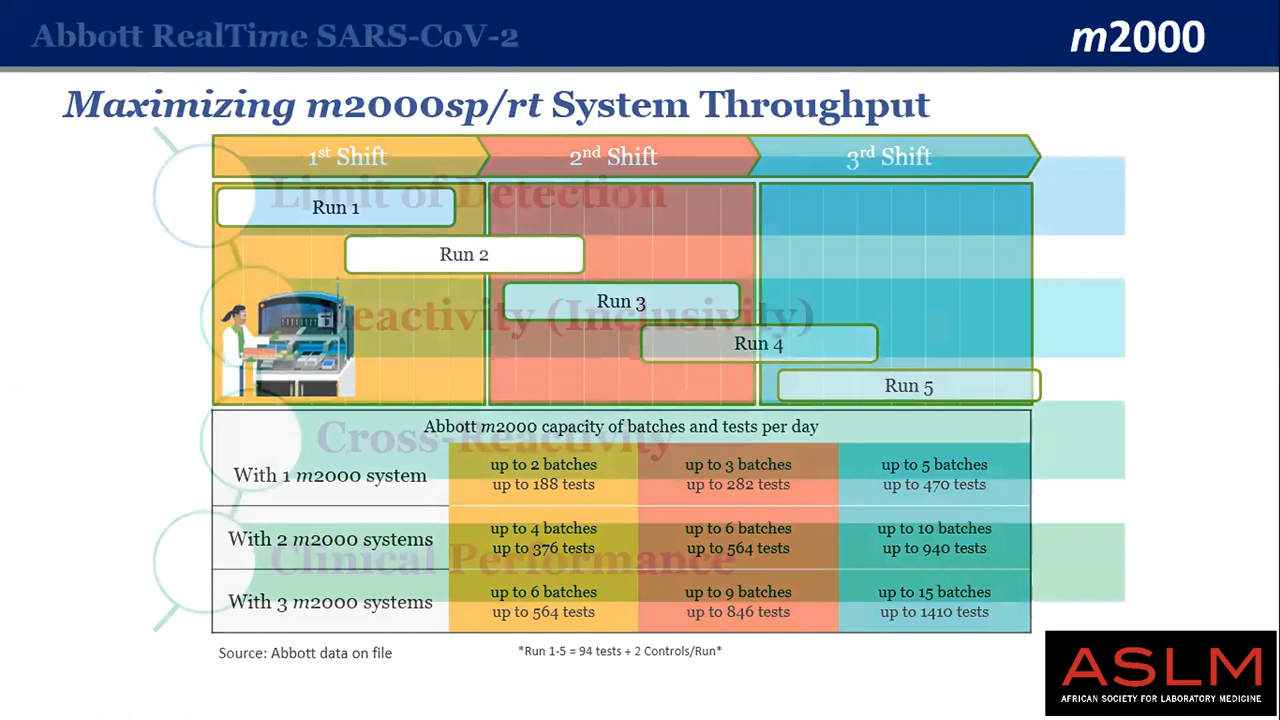 Abbott RealTime SARS-CoV-2
m2000
Maximizing m2000sp/rt System Throughput
1st Shift
2nd Shift
3rd Shift
Limit of Detection
Run 1
Run 2
Run 3
Reactivity (Inclusivity)
Run 4
Run 5
Abbott m2000 capacity of batches and tests per day
Cross-Reactivity
With 1 m2000 system
up to 2 batches
up to 188 tests
up to 3 batches
up to 282 tests
up to 5 batches
up to 470 tests
With 2 m2000 systems
up to 4 batches
up to 376 tests
up to 6 batches
up to 564 tests
up to 10 batches
up to 940 tests
Clinical Performance
With 3 m2000 systems
up to 6 batches
up to 564 tests
up to 9 batches
up to 846 tests
up to 15 batches
up to 1410 tests
Source: Abbott data on file
*Run 1-5 = 94 tests + 2 Controls/Run*
ASLM
AFRICAN SOCIETY FOR LABORATORY MEDICINE